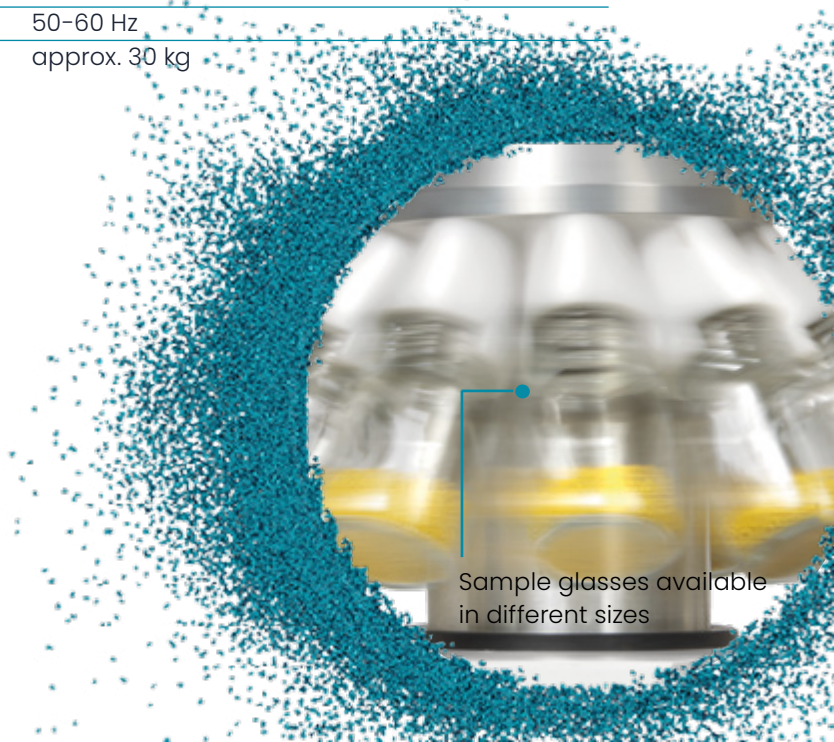 50-60 Hz
approx. 30 kg
Sample glasses available
in different sizes